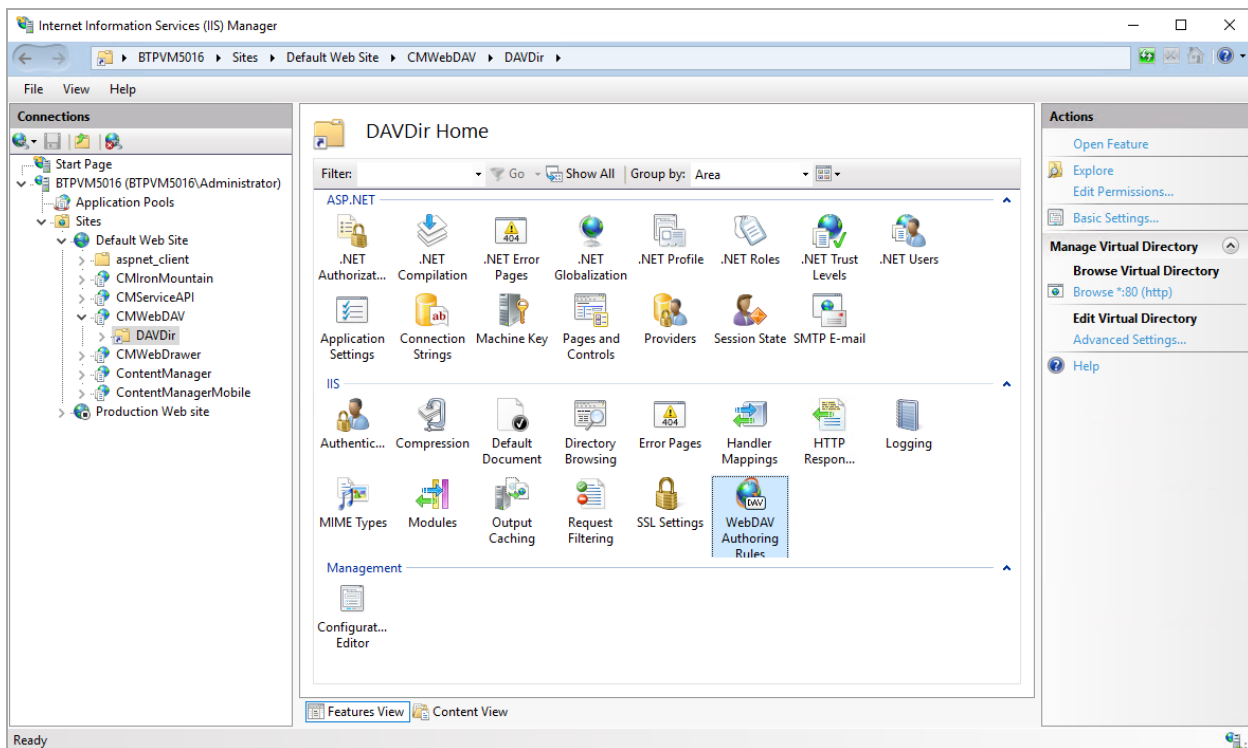 Internet Information Services (IIS) Manager
BTPVM5016 Sites Default Web Site CMWebDAV DAVDir
File View Help
Connections
Start Page
BTPVM5016 (BTPVM5016\Administrator)
Application Pools
Sites
Default Web Site
aspnet_client
CMIronMountain
CMServiceAPI
CMWebDAV
DAVDir
CMWebDrawer
ContentManager
ContentManagerMobile
Production Web site
DAVDir Home
Filter: Go Show All Group by: Area
ASP.NET
.NET Authorizat...
.NET Compilation
.NET Error Pages
404
.NET Globalization
.NET Profile
.NET Roles
.NET Trust Levels
.NET Users
Application Settings
ab
Connection Strings
Machine Key
Pages and Controls
Providers
Session State
SMTP E-mail
IIS
Authentic...
Compression
Default Document
Directory Browsing
404
Error Pages
Handler Mappings
HTTP Respon...
Logging
MIME Types
Modules
Output Caching
Request Filtering
SSL Settings
DAV
WebDAV Authoring Rules
Management
Configurat... Editor
Features View Content View
Actions
Open Feature
Explore
Edit Permissions...
Basic Settings...
Manage Virtual Directory
Browse Virtual Directory
Browse *:80 (http)
Edit Virtual Directory
Advanced Settings...
Help
Ready